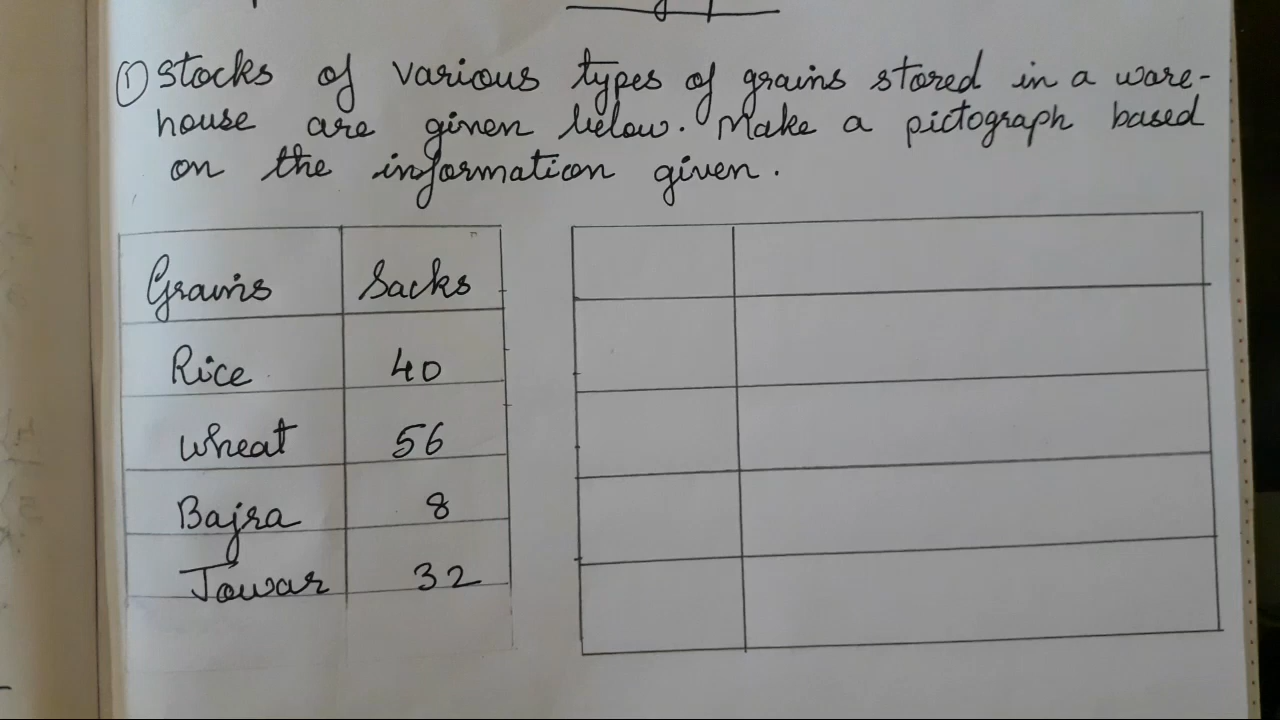 ① Stocks of various types of grains stored in a ware-
house are given below. Make a pictograph based
on the information given.
Grains Sacks
Rice 40
Wheat 56
Bajra 8
Jowar 32